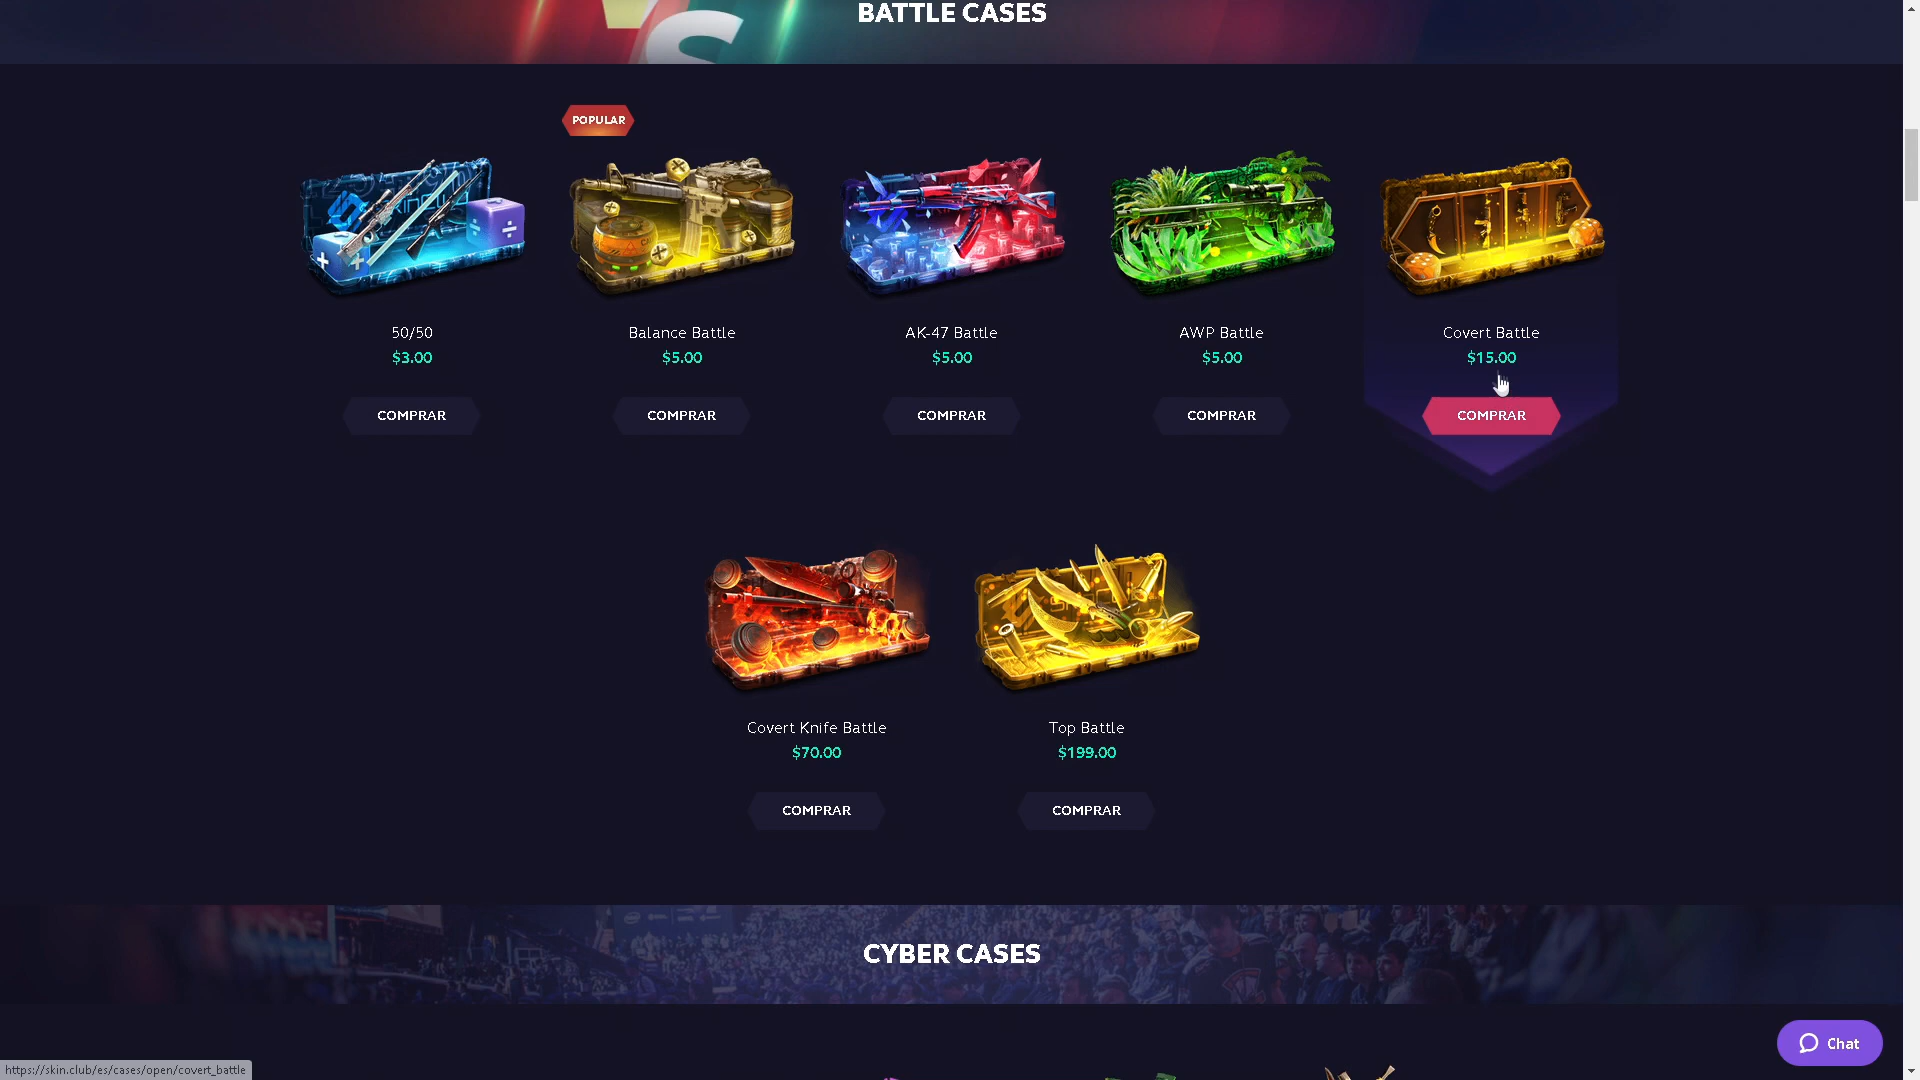 BATTLE CASES
POPULAR
50/50
$3.00
COMPRAR
Balance Battle
$5.00
COMPRAR
AK-47 Battle
$5.00
COMPRAR
AWP Battle
$5.00
COMPRAR
Covert Battle
$15.00
COMPRAR
Covert Knife Battle
$70.00
COMPRAR
Top Battle
$199.00
COMPRAR
CYBER CASES
Chat
https://skin.club/es/cases/open/covert_battle